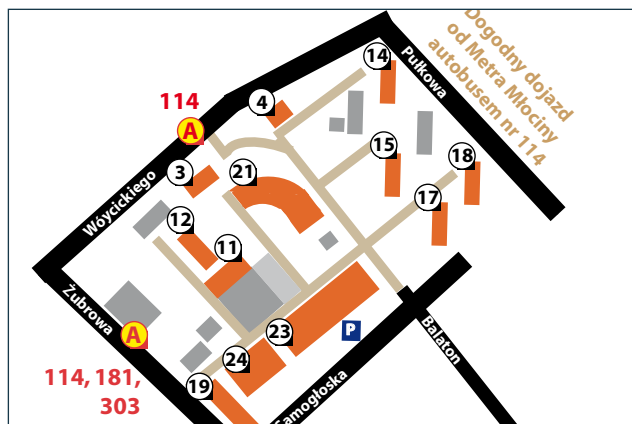 Dogodny dojazd
od Metra Młociny
autobusem nr 114
Pułkowa
14
114
4
A
15
3
21
18
Wóycickiego
17
12
11
Żubrowa
A
23
P
Balaton
24
114, 181,
303
19
Samogłoska